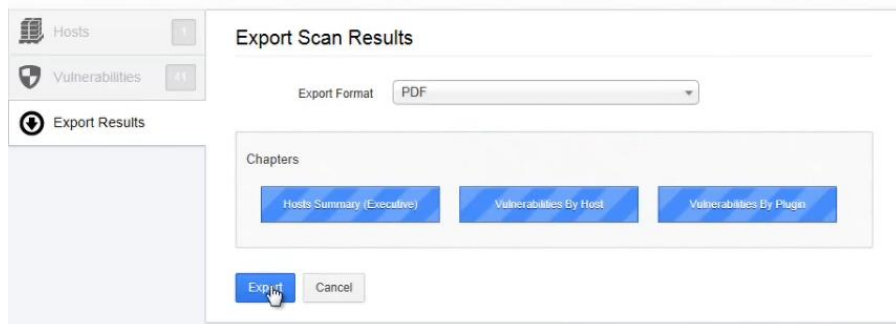 Hosts 1
Vulnerabilities 41
Export Results
Export Scan Results
Export Format PDF
Chapters
Hosts Summary (Executive) Vulnerabilities By Host Vulnerabilities By Plugin
Export Cancel